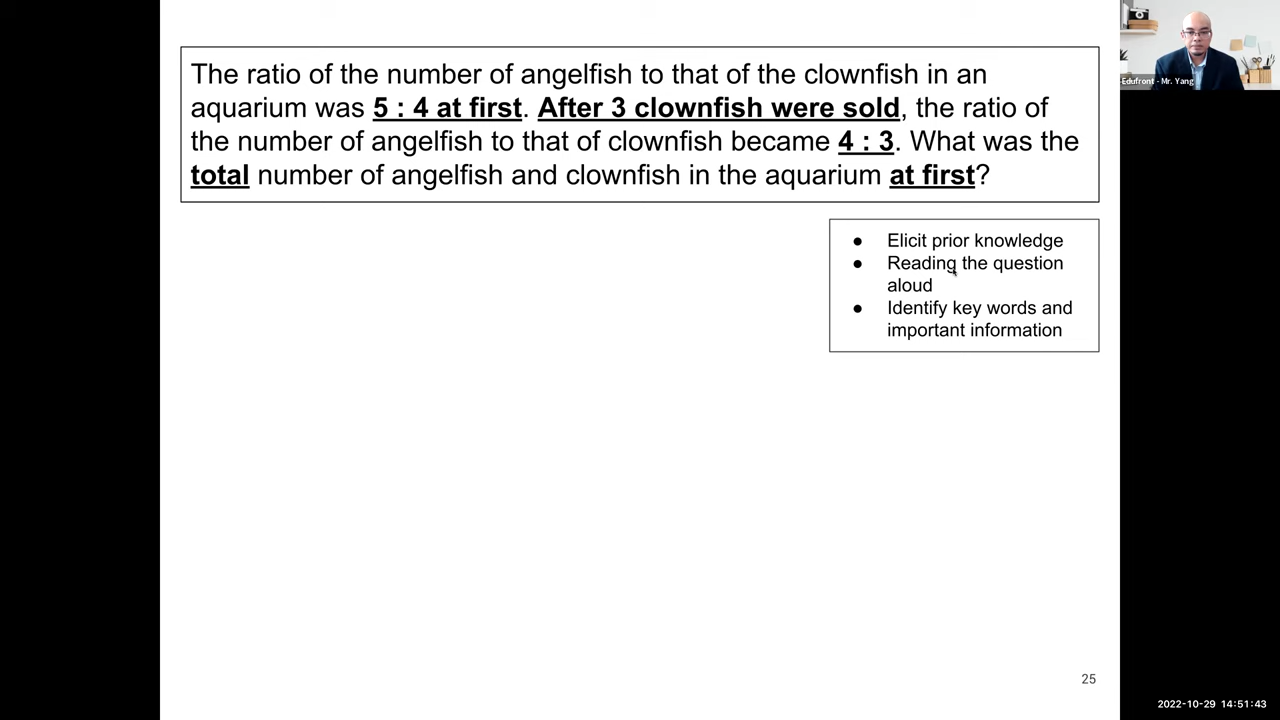 The ratio of the number of angelfish to that of the clownfish in an
aquarium was 5 : 4 at first. After 3 clownfish were sold, the ratio of
the number of angelfish to that of clownfish became 4 : 3. What was the
total number of angelfish and clownfish in the aquarium at first?
● Elicit prior knowledge
● Reading the question
aloud
● Identify key words and
important information
25
Edufront - Mr. Yang
2022-10-29 14:51:43